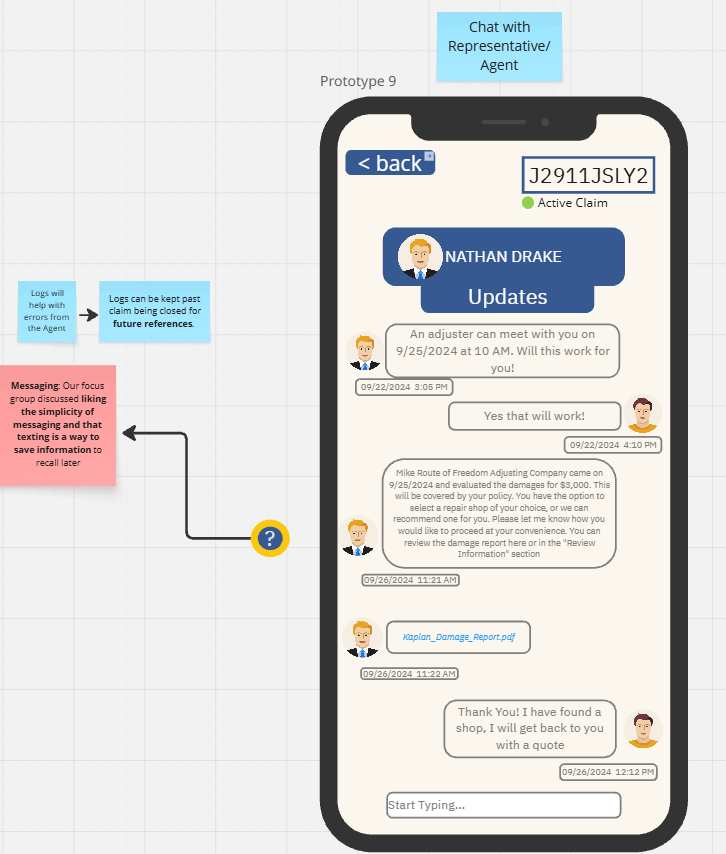 Chat with
Representative/
Agent
Prototype 9
< back
J2911JSLY2
Active Claim
NATHAN DRAKE
Updates
Logs will
help with
errors from
the Agent
Logs can be kept past
claim being closed for
future references.
An adjuster can meet with you on
9/25/2024 at 10 AM. Will this work for
you!
09/22/2024 3:05 PM
Messaging: Our focus
group discussed liking
the simplicity of
messaging and that
texting is a way to
save information to
recall later
Yes that will work!
09/22/2024 4:10 PM
Mike Route of Freedom Adjusting Company came on
9/25/2024 and evaluated the damages for $3,000. This
will be covered by your policy. You have the option to
select a repair shop of your choice, or we can
recommend one for you. Please let me know how you
would like to proceed at your convenience. You can
review the damage report here or in the "Review
Information" section
?
09/26/2024 11:21 AM
Kaplan_Damage_Report.pdf
09/26/2024 11:22 AM
Thank You! I have found a
shop, I will get back to you
with a quote
09/26/2024 12:12 PM
Start Typing...